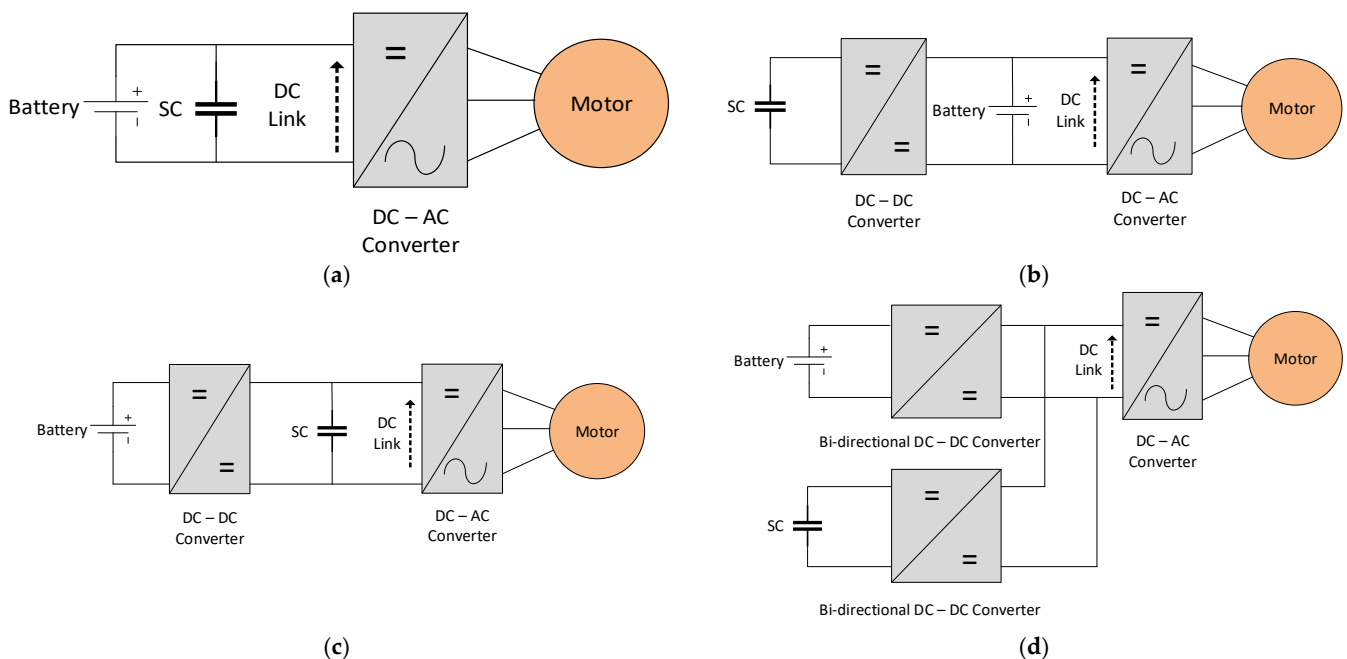 Battery
+
−
SC
DC
Link
=
Motor
DC – AC
Converter
(a)
SC
=
=
DC – DC
Converter
Battery
+
−
DC
Link
=
Motor
DC – AC
Converter
(b)
Battery
+
−
=
=
DC – DC
Converter
SC
DC
Link
=
Motor
DC – AC
Converter
(c)
Battery
+
−
=
=
Bi-directional DC – DC Converter
DC
Link
=
Motor
DC – AC
Converter
SC
=
=
Bi-directional DC – DC Converter
(d)